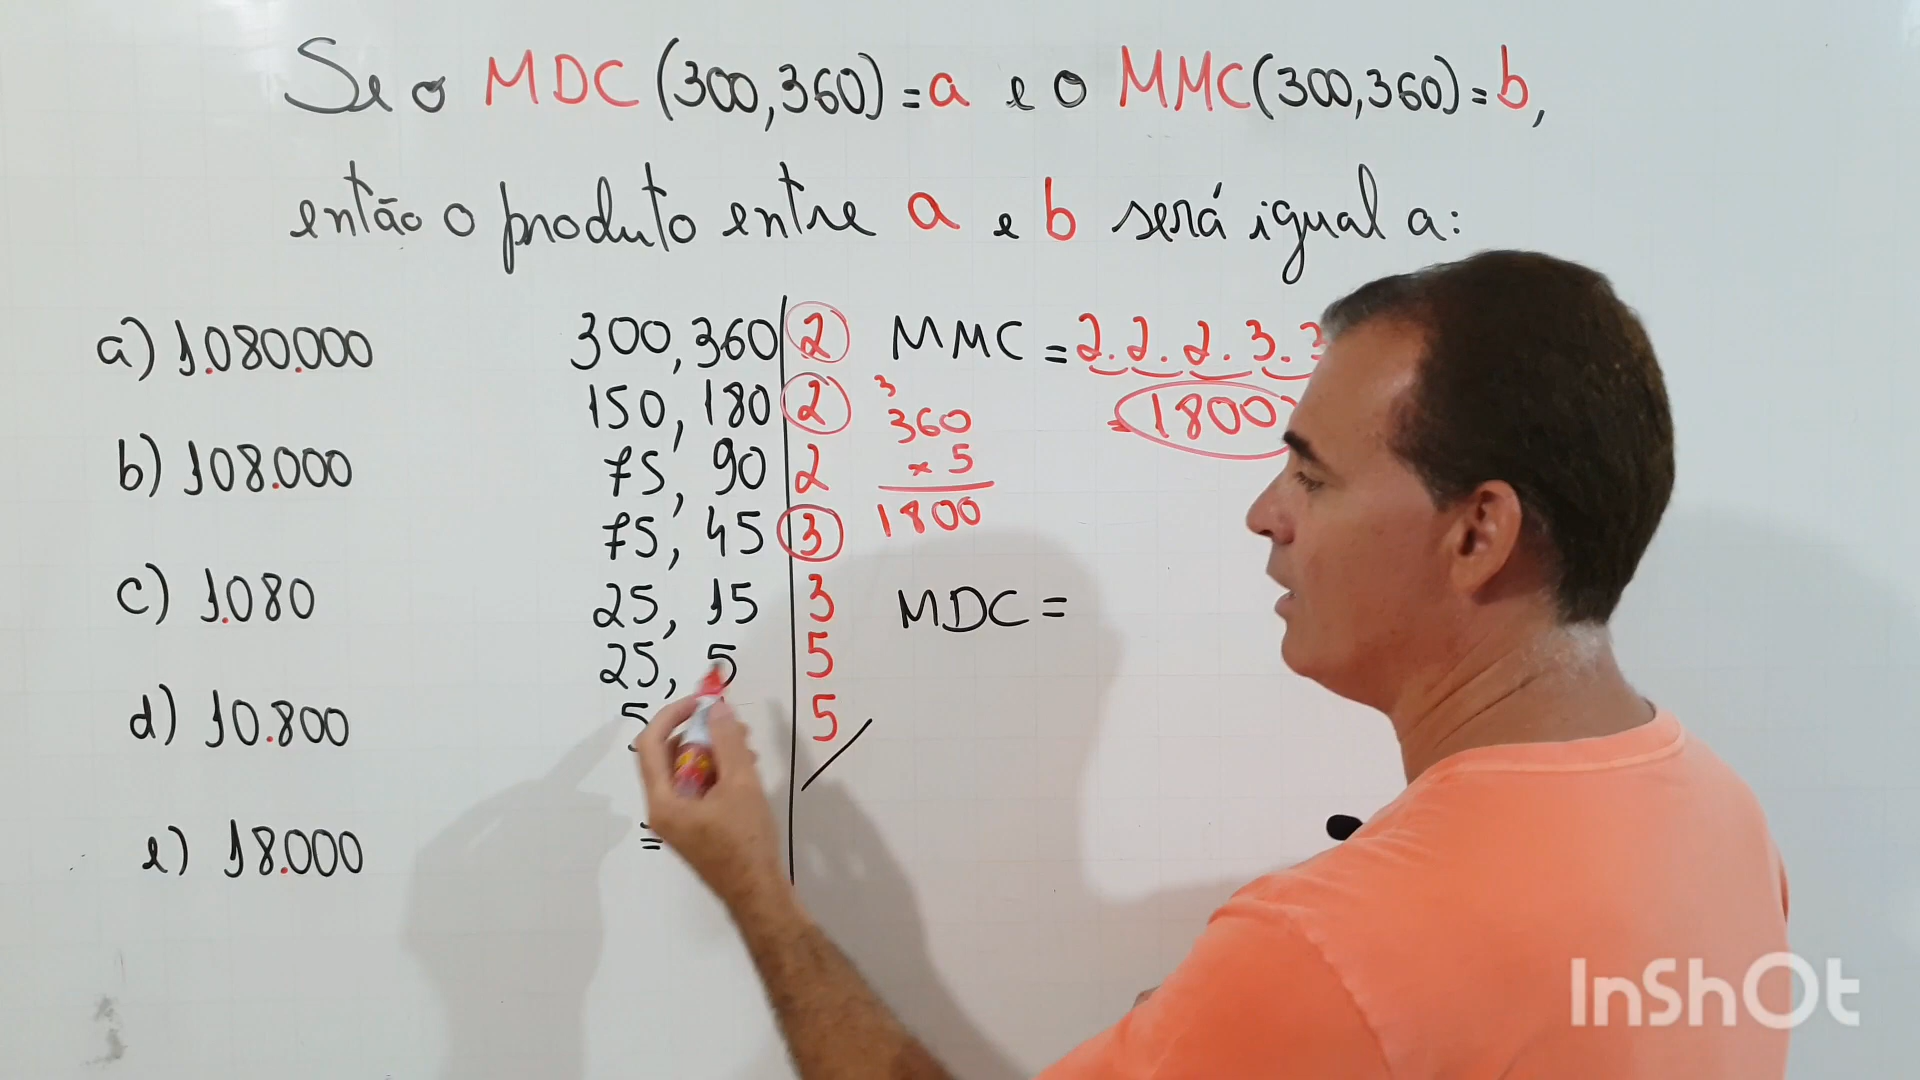 Se o MDC (300,360)=a e o MMC(300,360)=b,
então o produto entre a e b será igual a:
a) 1.080.000
b) 108.000
c) 1.080
d) 10.800
e) 18.000
300, 360 2
150, 180 2
75, 90 2
75, 45 3
25, 15 3
25, 5 5
5 5
=
MMC = 2.2.2.3.3
= 1800
3
360
x 5
1800
MDC =
InShOt